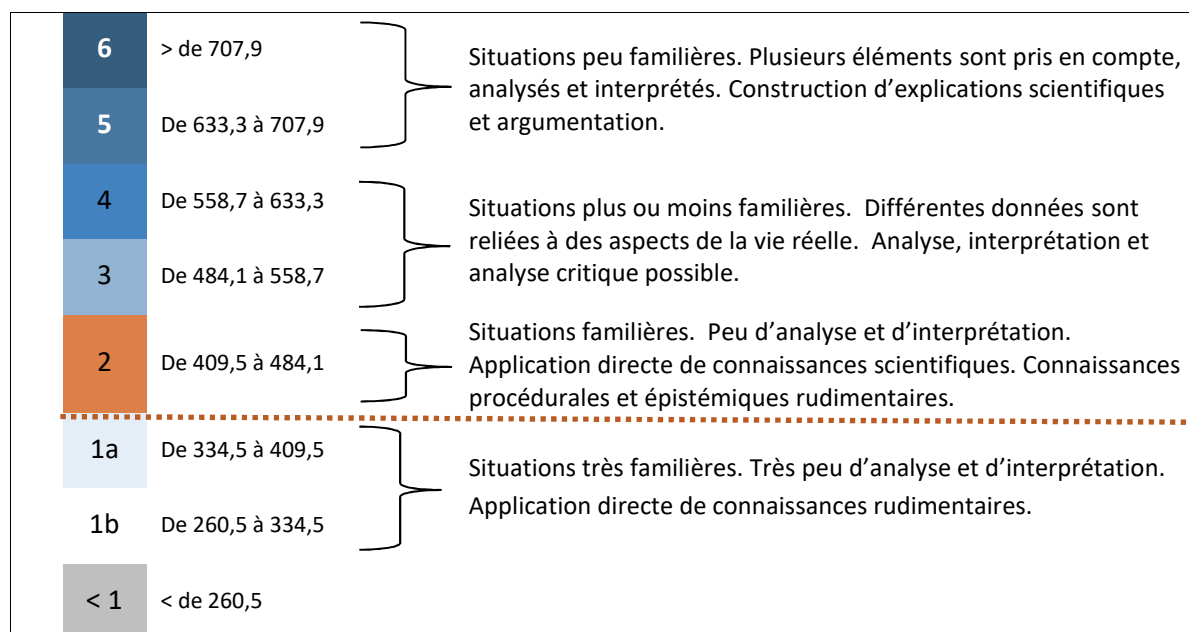 6 > de 707,9
Situations peu familières. Plusieurs éléments sont pris en compte,
analysés et interprétés. Construction d’explications scientifiques
et argumentation.
5 De 633,3 à 707,9
4 De 558,7 à 633,3
Situations plus ou moins familières. Différentes données sont
reliées à des aspects de la vie réelle. Analyse, interprétation et
analyse critique possible.
3 De 484,1 à 558,7
Situations familières. Peu d’analyse et d’interprétation.
2 De 409,5 à 484,1
Application directe de connaissances scientifiques. Connaissances
procédurales et épistémiques rudimentaires.
1a De 334,5 à 409,5
Situations très familières. Très peu d’analyse et d’interprétation.
Application directe de connaissances rudimentaires.
1b De 260,5 à 334,5
< 1 < de 260,5